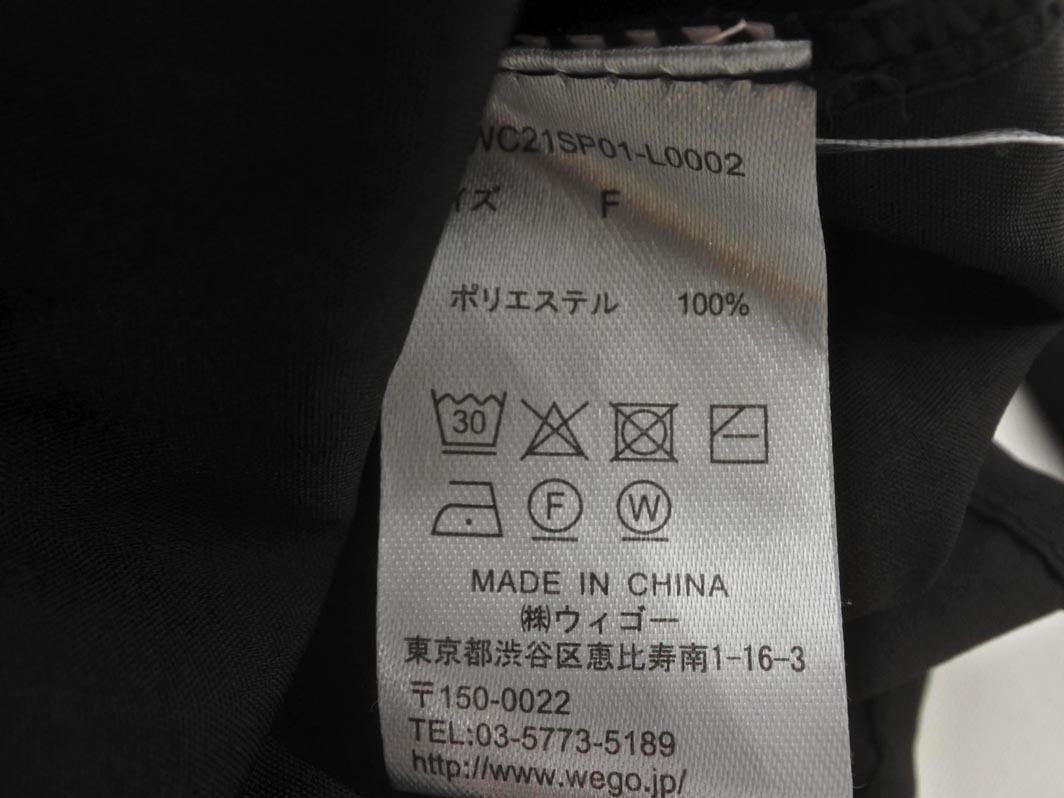 WC21SP01-L0002
イズ F
ポリエステル 100%
30
F W
MADE IN CHINA
㈱ウィゴー
東京都渋谷区恵比寿南1-16-3
〒150-0022
TEL:03-5773-5189
http://www.wego.jp/